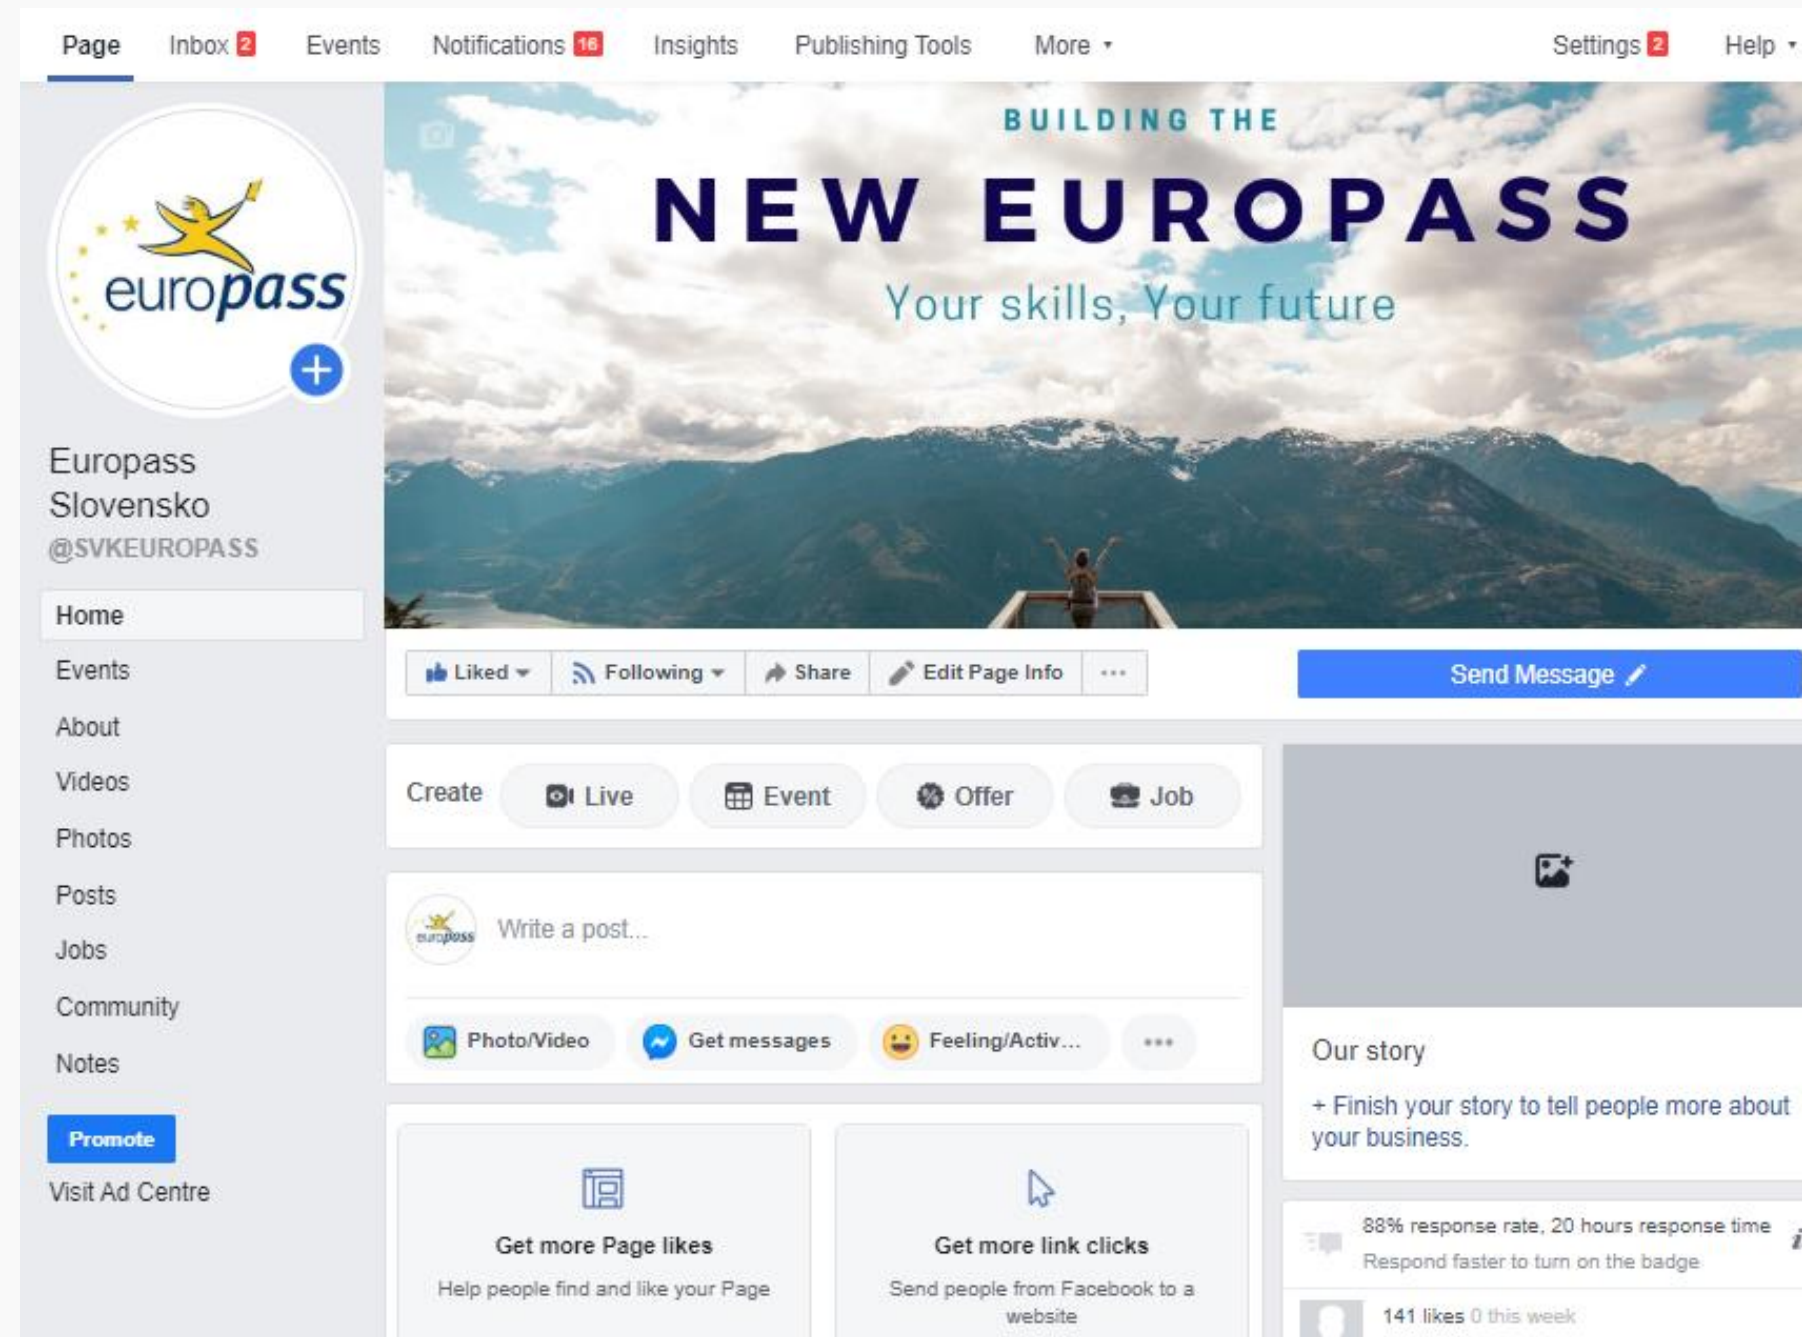 Page Inbox 2 Events Notifications 16 Insights Publishing Tools More Settings 2 Help
BUILDING THE
NEW EUROPASS
Your skills, Your future
europass
Europass
Slovensko
@SVKEUROPASS
Home
Events
About
Videos
Photos
Posts
Jobs
Community
Notes
Promote
Visit Ad Centre
Liked Following Share Edit Page Info ...
Send Message
Create Live Event Offer Job
europass Write a post...
Photo/Video Get messages Feeling/Activ... ...
Get more Page likes
Help people find and like your Page
Get more link clicks
Send people from Facebook to a
website
Our story
+ Finish your story to tell people more about
your business.
88% response rate, 20 hours response time i
Respond faster to turn on the badge
141 likes 0 this week